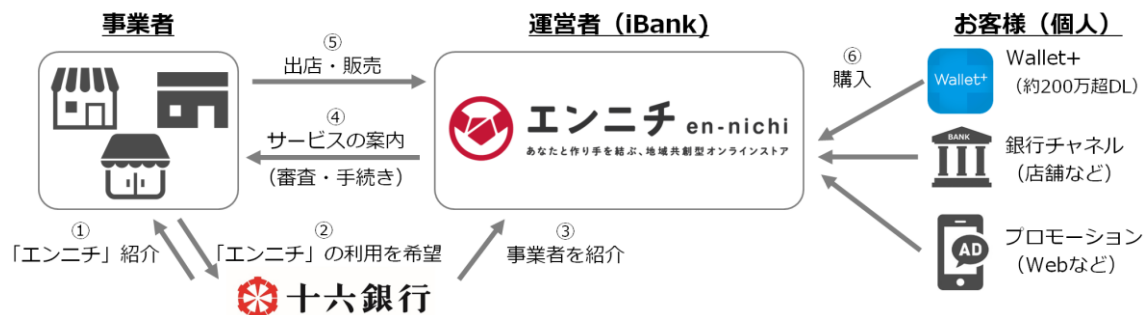 事業者
運営者（iBank)
お客様（個人）
⑤
出店・販売
④
サービスの案内
（審査・手続き）
エンニチ en-nichi
あなたと作り手を結ぶ、地域共創型オンラインストア
⑥
購入
Wallet+
Wallet+
（約200万超DL）
BANK
銀行チャネル
（店舗など）
AD
プロモーション
（Webなど）
①
「エンニチ」紹介
②
「エンニチ」の利用を希望
③
事業者を紹介
十六銀行